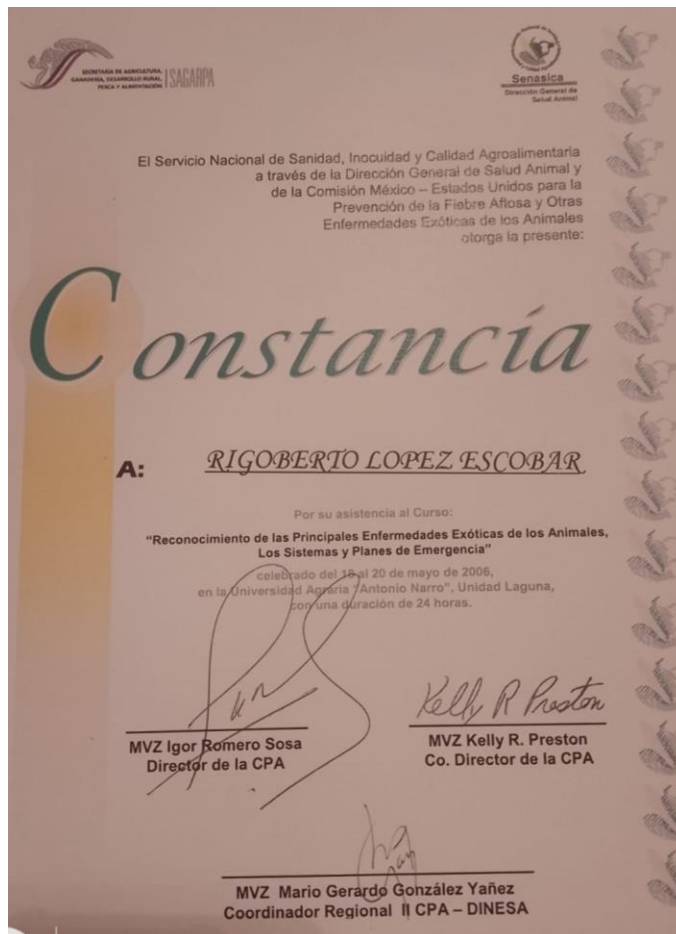 SECRETARÍA DE AGRICULTURA,
GANADERÍA, DESARROLLO RURAL,
PESCA Y ALIMENTACIÓN
SAGARPA
Senasica
Dirección General de
Salud Animal
El Servicio Nacional de Sanidad, Inocuidad y Calidad Agroalimentaria
a través de la Dirección General de Salud Animal y
de la Comisión México – Estados Unidos para la
Prevención de la Fiebre Aftosa y Otras
Enfermedades Exóticas de los Animales
otorga la presente:
Constancia
A: RIGOBERTO LOPEZ ESCOBAR
Por su asistencia al Curso:
"Reconocimiento de las Principales Enfermedades Exóticas de los Animales,
Los Sistemas y Planes de Emergencia"
celebrado del al 20 de mayo de 2006,
en la Universidad Agraria "Antonio Narro", Unidad Laguna,
con una duración de 24 horas.
Kelly R Preston
MVZ Igor Romero Sosa
Director de la CPA
MVZ Kelly R. Preston
Co. Director de la CPA
MVZ Mario Gerardo González Yañez
Coordinador Regional II CPA – DINESA